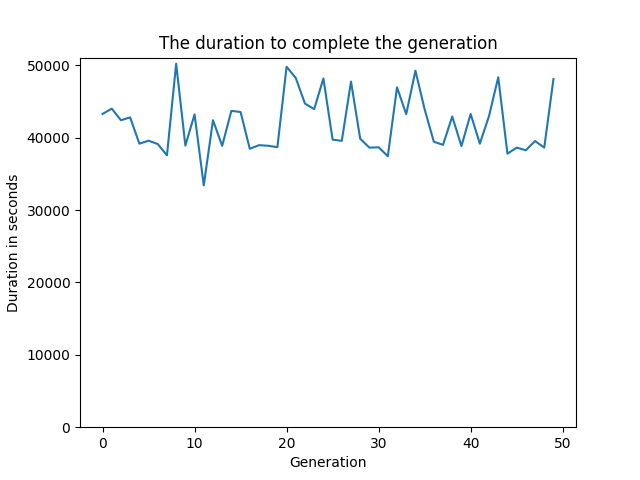 The duration to complete the generation
50000
40000
30000
20000
10000
0
Duration in seconds
0 10 20 30 40 50
Generation